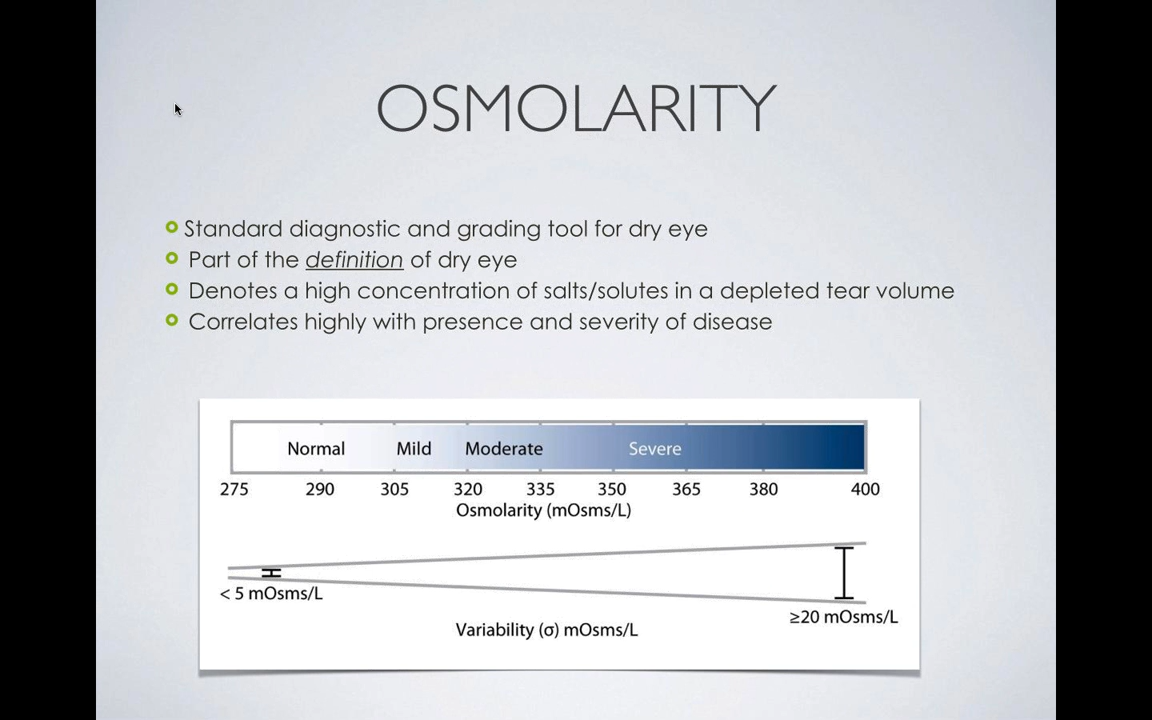 OSMOLARITY
Standard diagnostic and grading tool for dry eye
Part of the definition of dry eye
Denotes a high concentration of salts/solutes in a depleted tear volume
Correlates highly with presence and severity of disease
Normal Mild Moderate Severe
275 290 305 320 335 350 365 380 400
Osmolarity (mOsms/L)
< 5 mOsms/L
≥20 mOsms/L
Variability (σ) mOsms/L